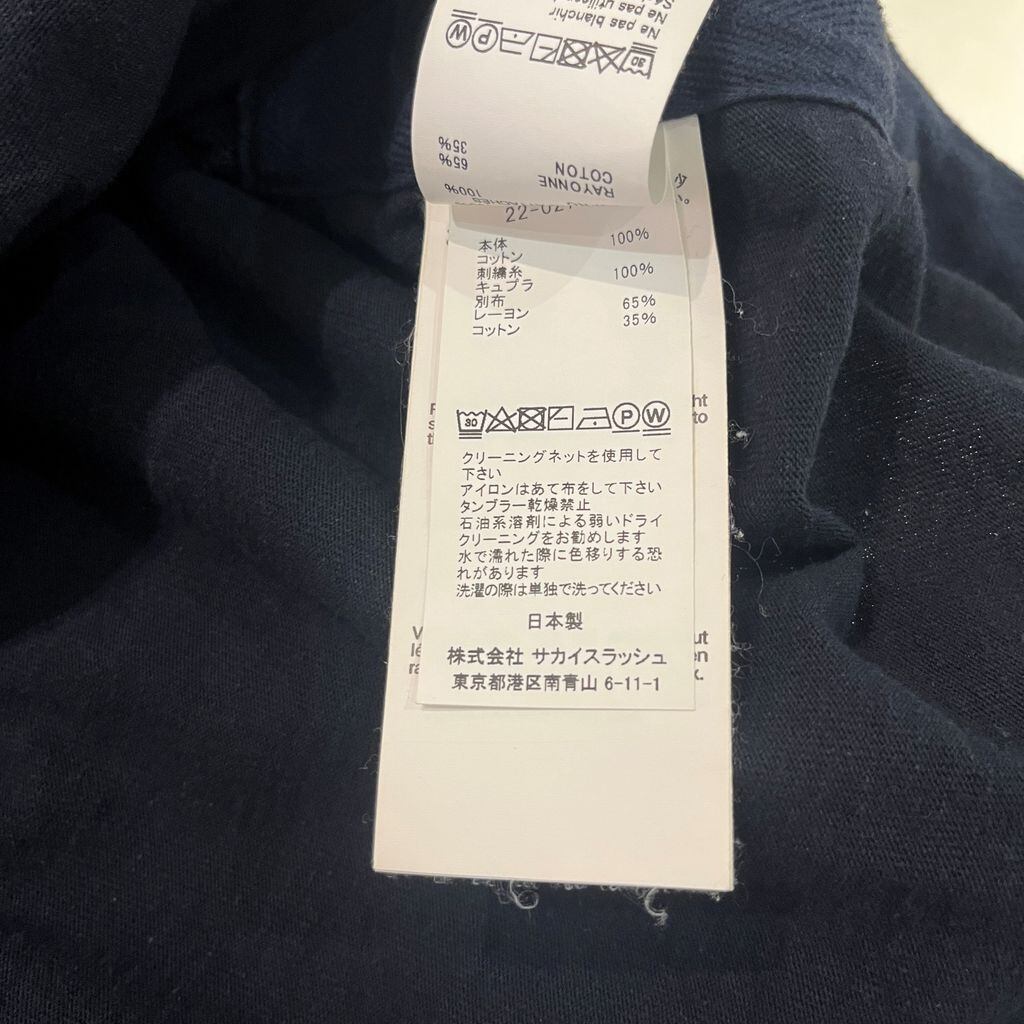 Ne pas blanchir
30
P
W
RAYONNE 65%
COTON 35%
100%
22-02
本体 100%
コットン
刺繍糸 100%
キュプラ
別布
レーヨン 65%
コットン 35%
30
P
W
クリーニングネットを使用して
下さい
アイロンはあて布をして下さい
タンブラー乾燥禁止
石油系溶剤による弱いドライ
クリーニングをお勧めします
水で濡れた際に色移りする恐
れがあります
洗濯の際は単独で洗ってください
日本製
株式会社 サカイスラッシュ
東京都港区南青山 6-11-1